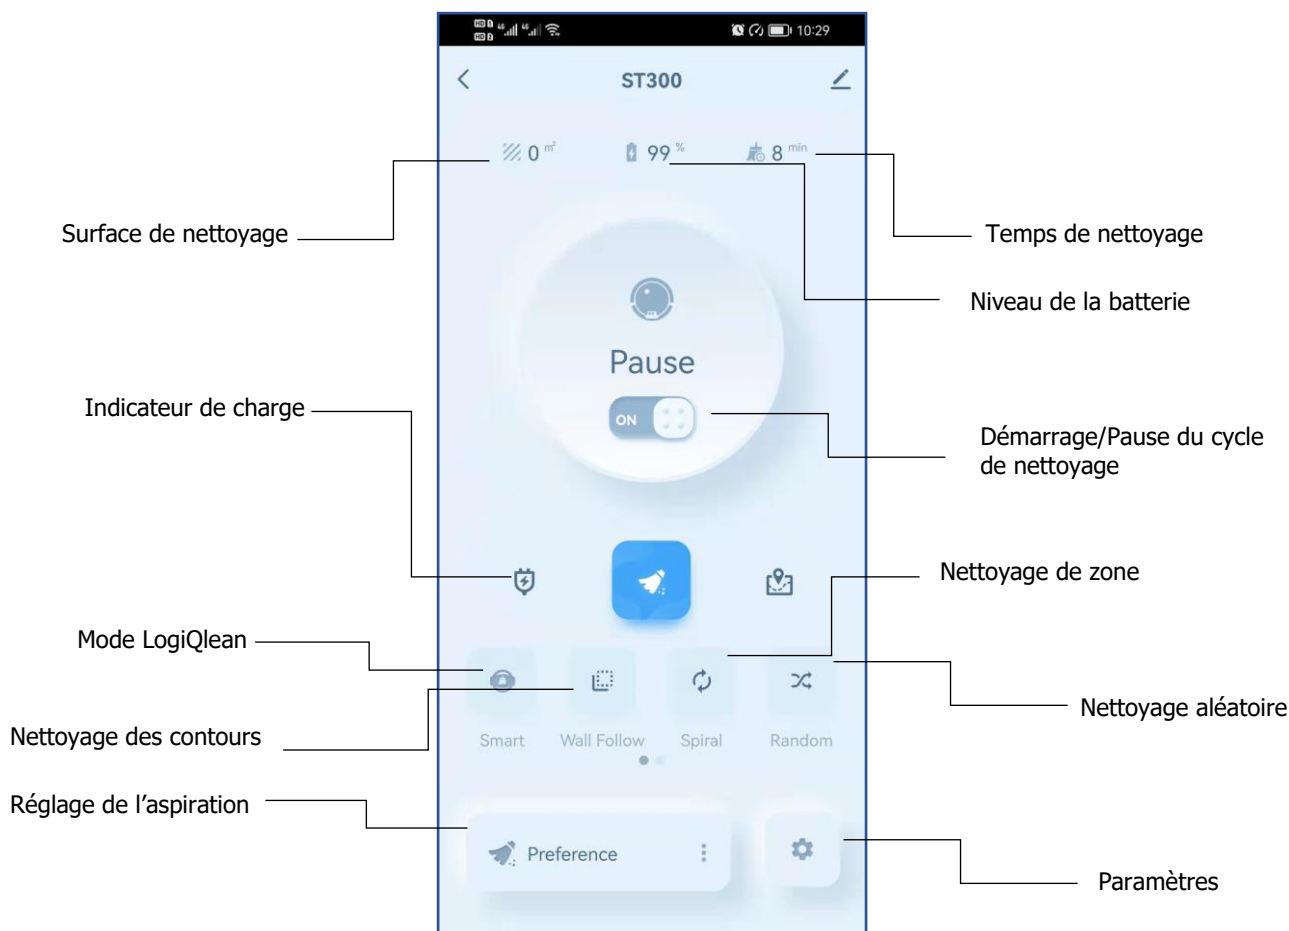 10:29
ST300
0 m²
99 %
8 min
Surface de nettoyage
Temps de nettoyage
Niveau de la batterie
Pause
Indicateur de charge
ON
Démarrage/Pause du cycle
de nettoyage
Nettoyage de zone
Mode LogiQlean
Nettoyage aléatoire
Nettoyage des contours
Smart
Wall Follow
Spiral
Random
Réglage de l’aspiration
Preference
Paramètres